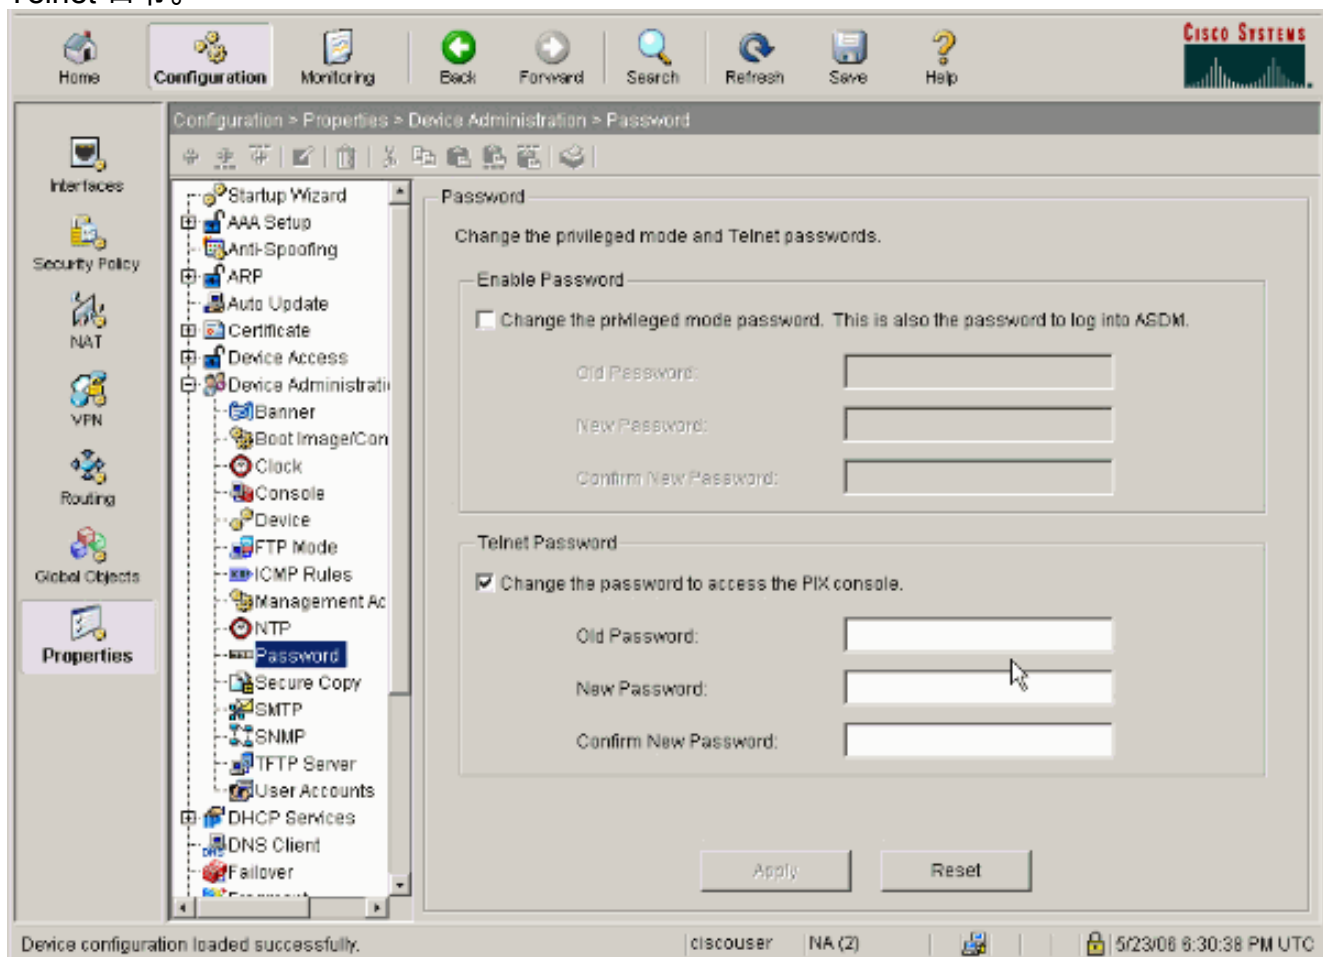 Telnet
CISCO SYSTEMS
Home
Configuration
Monitoring
Back
Forward
Search
Refresh
Save
Help
Configuration > Properties > Device Administration > Password
Interfaces
Security Policy
NAT
VPN
Routing
Global Objects
Properties
Startup Wizard
AAA Setup
Anti-Spoofing
ARP
Auto Update
Certificate
Device Access
Device Administrati
Banner
Boot Image/Con
Clock
Console
Device
FTP Mode
ICMP Rules
Management Ac
NTP
Password
Secure Copy
SMTP
SNMP
TFTP Server
User Accounts
DHCP Services
DNS Client
Failover
Password
Change the privileged mode and Telnet passwords.
Enable Password
Change the privileged mode password. This is also the password to log into ASDM.
Old Password:
New Password:
Confirm New Password:
Telnet Password
Change the password to access the PIX console.
Old Password:
New Password:
Confirm New Password:
Apply
Reset
Device configuration loaded successfully.
ciscouser
NA (2)
5/23/06 6:30:38 PM UTC